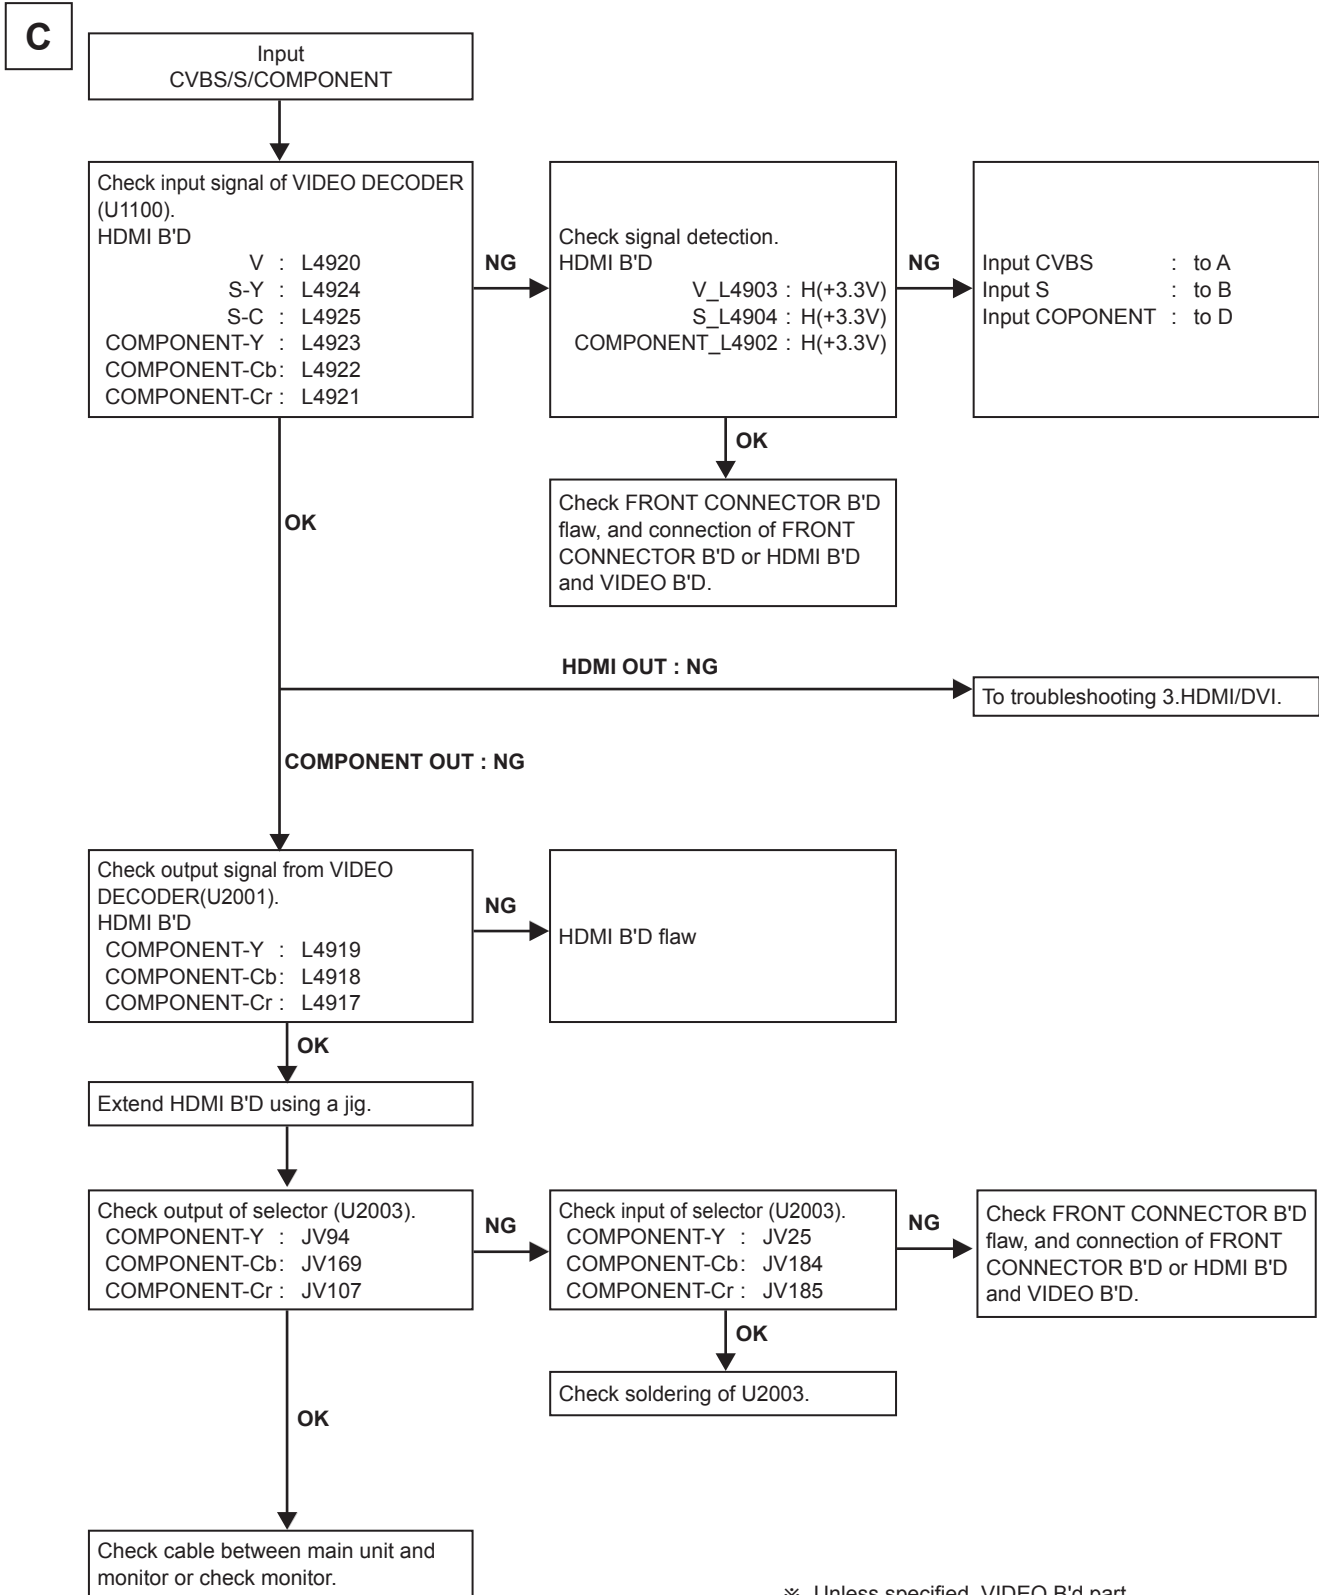 C
Input
CVBS/S/COMPONENT
Check input signal of VIDEO DECODER
(U1100).
HDMI B'D
V : L4920
S-Y : L4924
S-C : L4925
COMPONENT-Y : L4923
COMPONENT-Cb: L4922
COMPONENT-Cr : L4921
NG
Check signal detection.
HDMI B'D
V_L4903 : H(+3.3V)
S_L4904 : H(+3.3V)
COMPONENT_L4902 : H(+3.3V)
NG
Input CVBS : to A
Input S : to B
Input COPONENT : to D
OK
Check FRONT CONNECTOR B'D
flaw, and connection of FRONT
CONNECTOR B'D or HDMI B'D
and VIDEO B'D.
OK
HDMI OUT : NG
To troubleshooting 3.HDMI/DVI.
COMPONENT OUT : NG
Check output signal from VIDEO
DECODER(U2001).
HDMI B'D
COMPONENT-Y : L4919
COMPONENT-Cb: L4918
COMPONENT-Cr : L4917
NG
HDMI B'D flaw
OK
Extend HDMI B'D using a jig.
Check output of selector (U2003).
COMPONENT-Y : JV94
COMPONENT-Cb: JV169
COMPONENT-Cr : JV107
NG
Check input of selector (U2003).
COMPONENT-Y : JV25
COMPONENT-Cb: JV184
COMPONENT-Cr : JV185
NG
Check FRONT CONNECTOR B'D
flaw, and connection of FRONT
CONNECTOR B'D or HDMI B'D
and VIDEO B'D.
OK
Check soldering of U2003.
OK
Check cable between main unit and
monitor or check monitor.
※ Unless specified, VIDEO B'd part